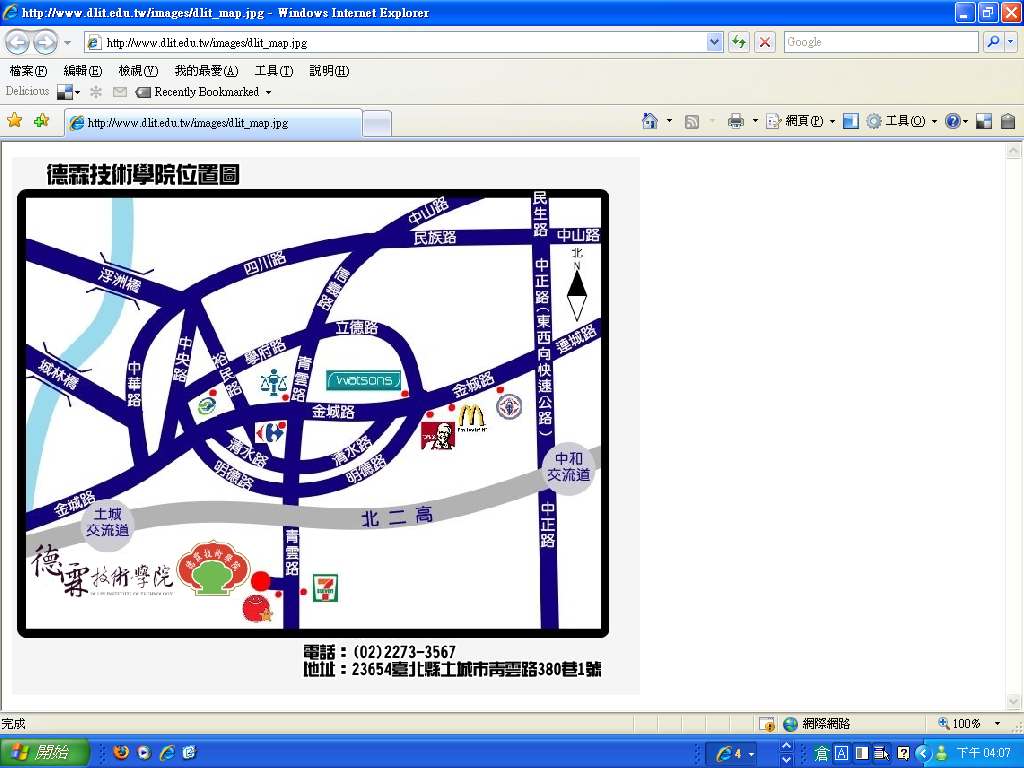 http://www.dlit.edu.tw/images/dlit_map.jpg - Windows Internet Explorer
http://www.dlit.edu.tw/images/dlit_map.jpg
Google
檔案(F) 編輯(E) 檢視(V) 我的最愛(A) 工具(T) 說明(H)
Delicious Recently Bookmarked
http://www.dlit.edu.tw/images/dlit_map.jpg
網頁(P) 工具(O)
德霖技術學院位置圖
中山路
民生路
民族路
中山路
四川路
北
N
浮洲橋
中正路(東西向快速公路)
立德路
連城路
中央路
裕民路
學府路
青雲路
城林橋
中華路
watsons
金城路
金城路
清水路
清水路
明德路
明德路
中和
交流道
金城路
土城
交流道
北二高
中正路
青雲路
德霖技術學院
德霖技術學院
7
ELEVEN
電話：(02)2273-3567
地址：23654臺北縣土城市青雲路380巷1號
完成
網際網路
100%
開始
4
倉
A
下午 04:07